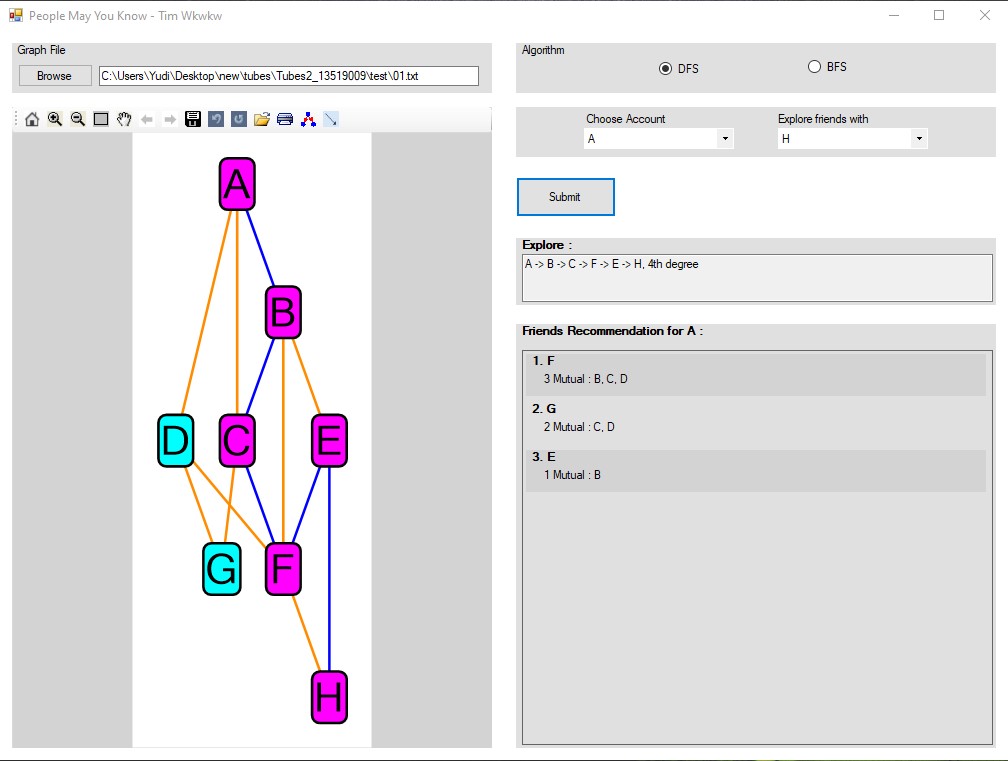 People May You Know - Tim Wkwkw
Graph File
Browse
C:\Users\Yudi\Desktop\new\tubes\Tubes2_13519009\test\01.txt
Algorithm
DFS
BFS
Choose Account
A
Explore friends with
H
Submit
Explore :
A -> B -> C -> F -> E -> H, 4th degree
Friends Recommendation for A :
1. F
3 Mutual : B, C, D
2. G
2 Mutual : C, D
3. E
1 Mutual : B
A
B
D
C
E
G
F
H